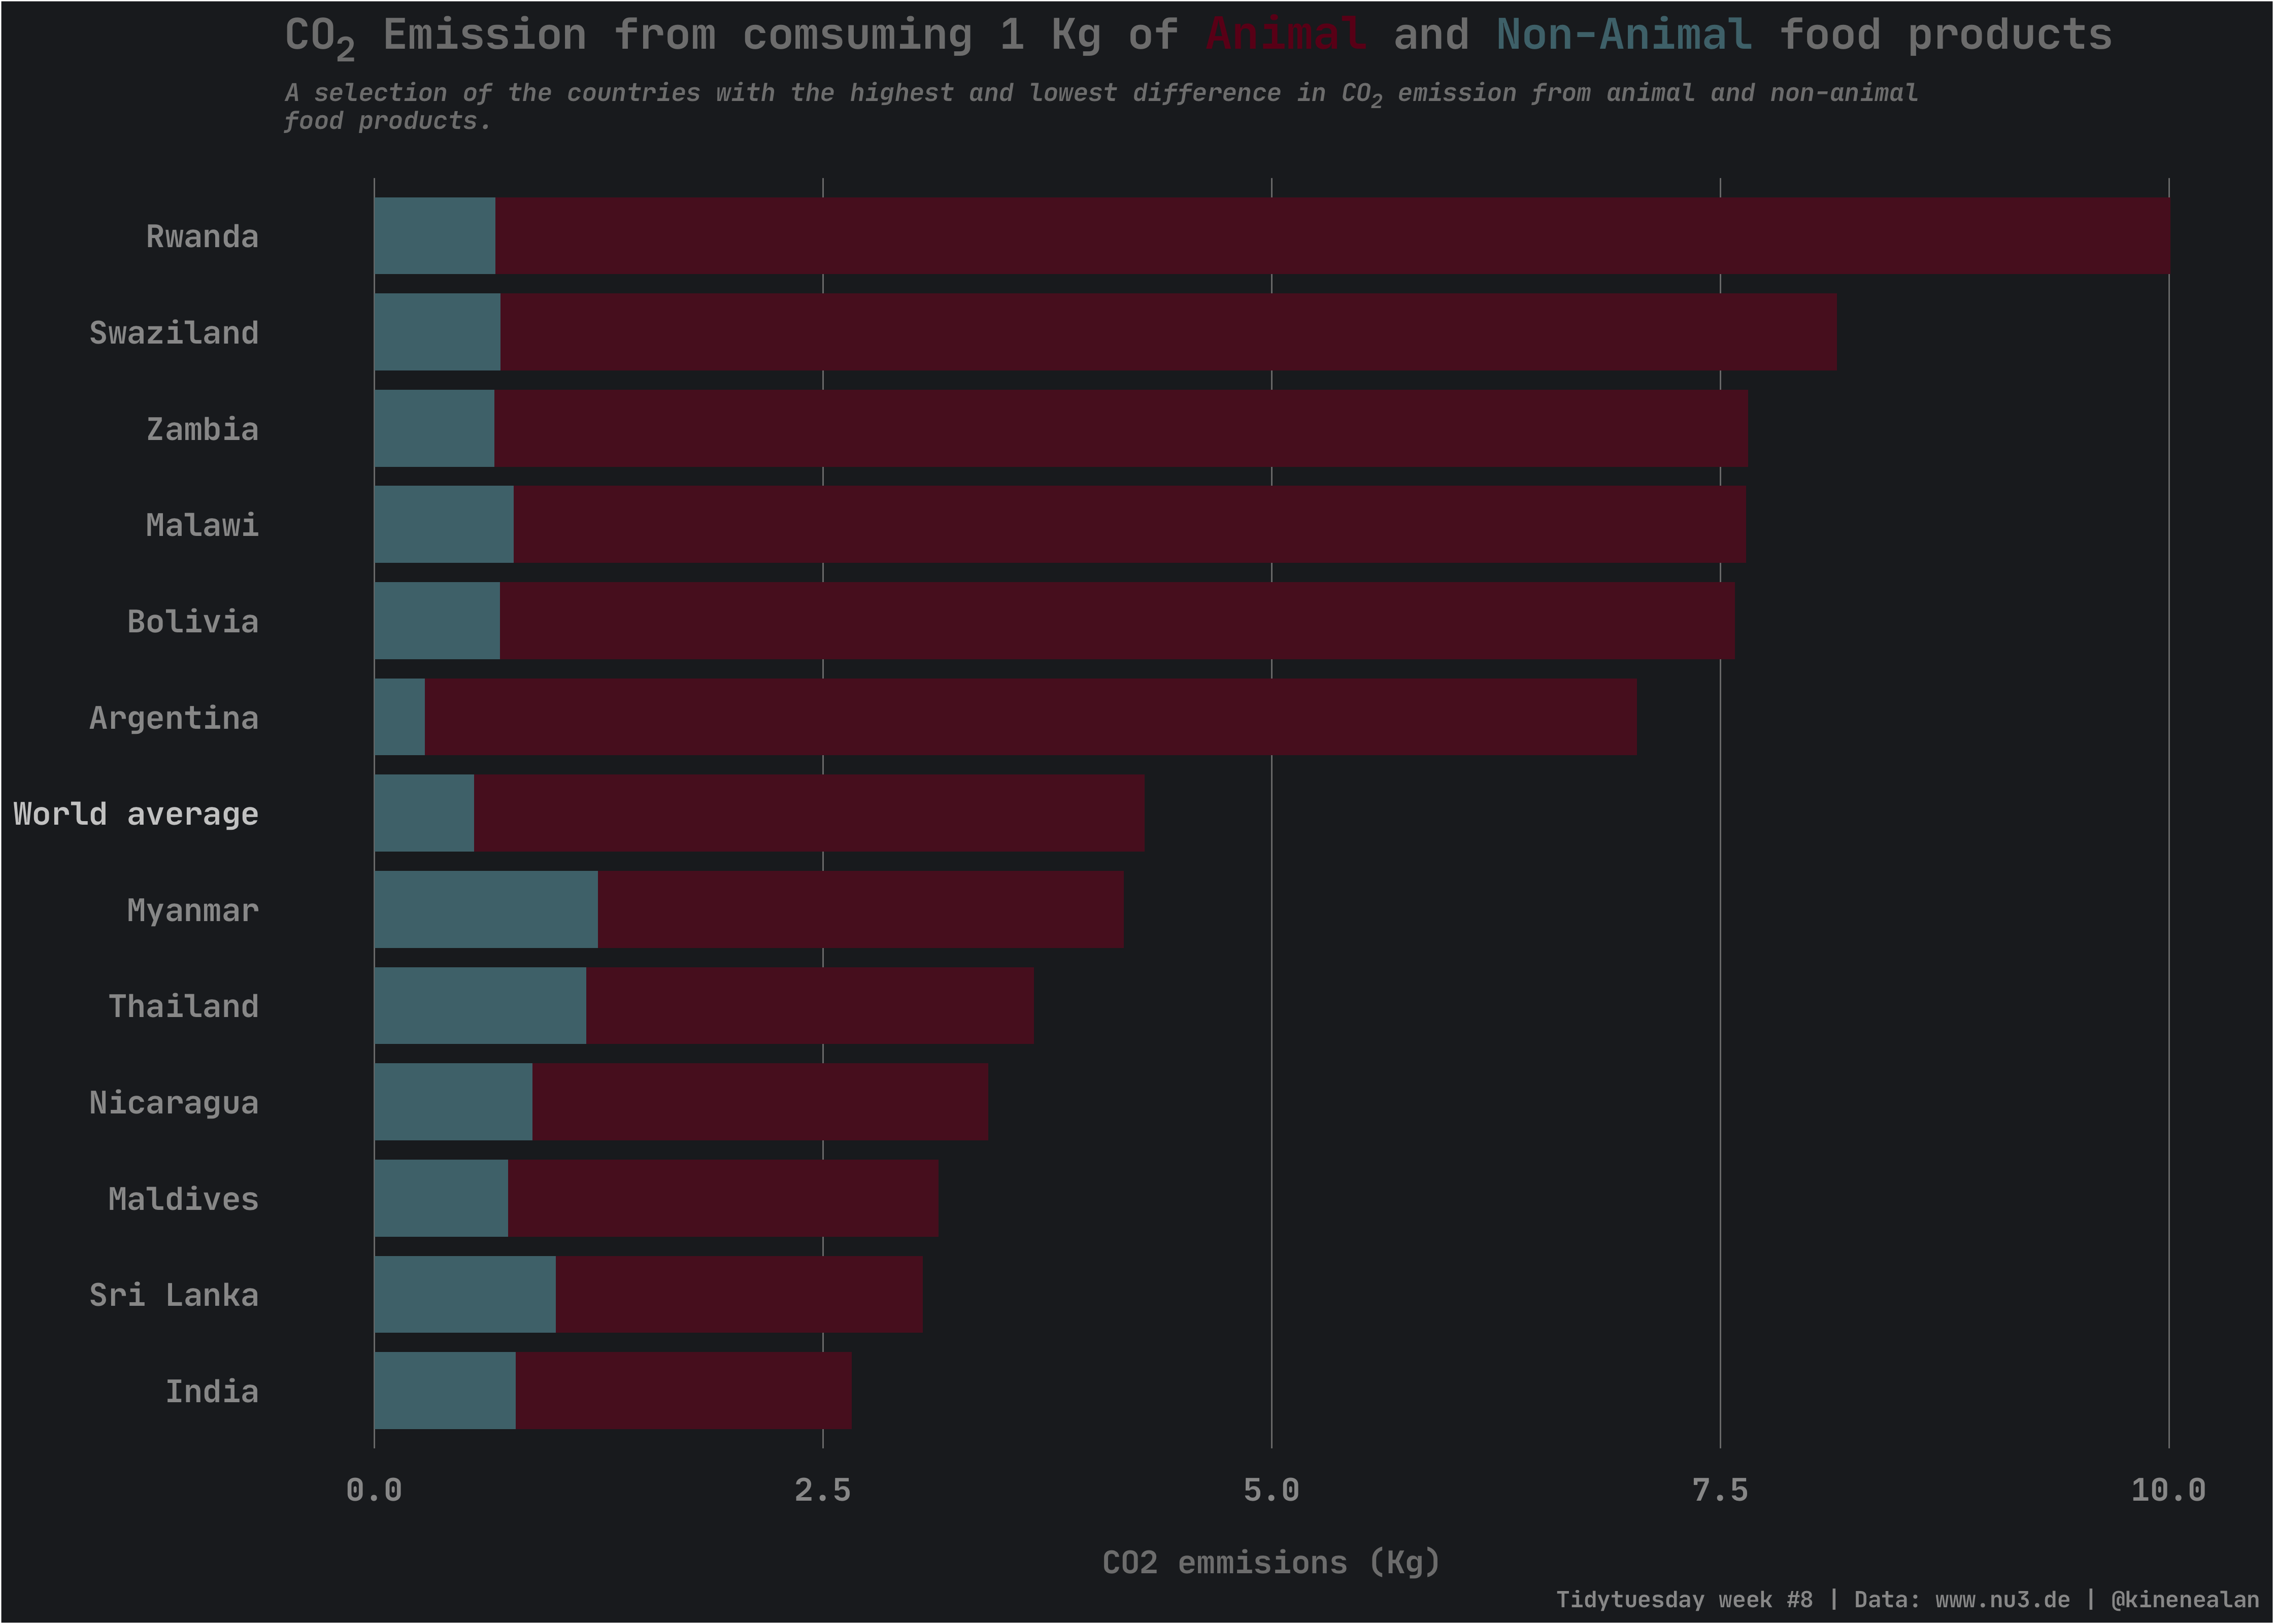 CO₂ Emission from comsuming 1 Kg of Animal and Non-Animal food products
A selection of the countries with the highest and lowest difference in CO₂ emission from animal and non-animal
food products.
Rwanda
Swaziland
Zambia
Malawi
Bolivia
Argentina
World average
Myanmar
Thailand
Nicaragua
Maldives
Sri Lanka
India
0.0 2.5 5.0 7.5 10.0
CO2 emmisions (Kg)
Tidytuesday week #8 | Data: www.nu3.de | @kinenealan